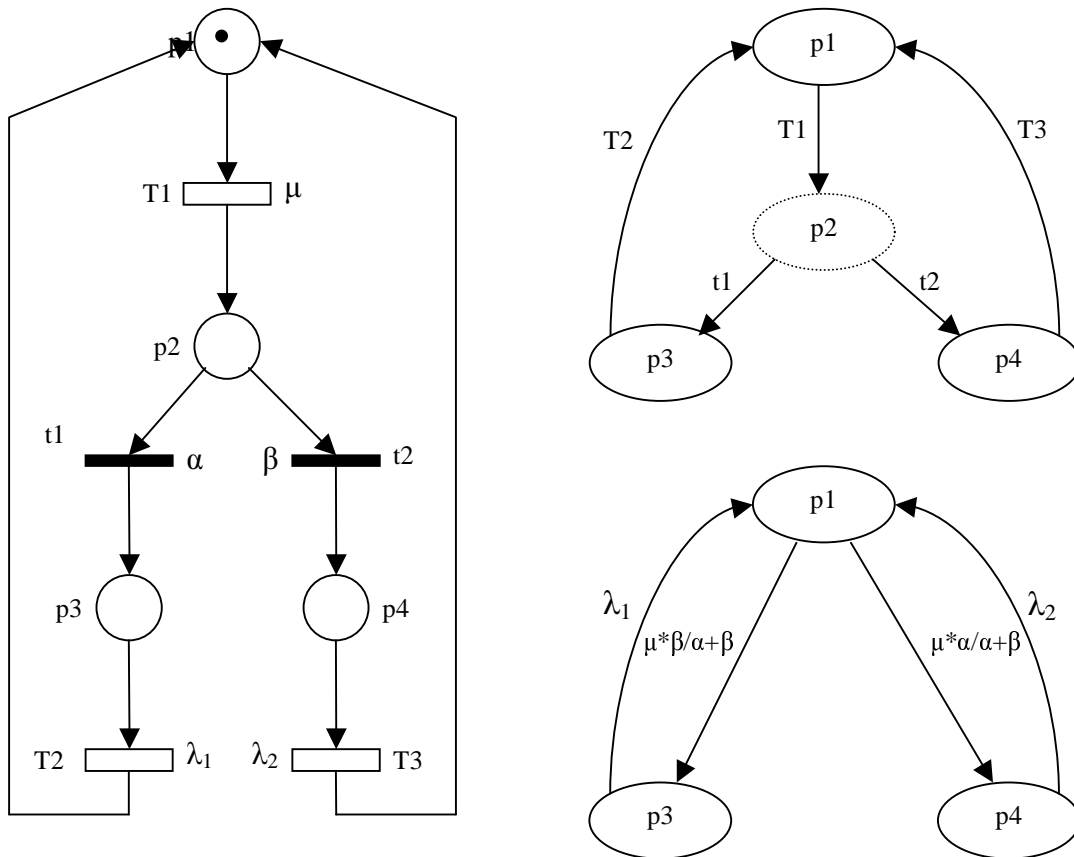 p1
T1 μ
p2
t1 α β t2
p3 p4
T2 λ1 λ2 T3
p1
T2 T1 T3
p2
t1 t2
p3 p4
p1
λ1 λ2
μ*β/α+β μ*α/α+β
p3 p4